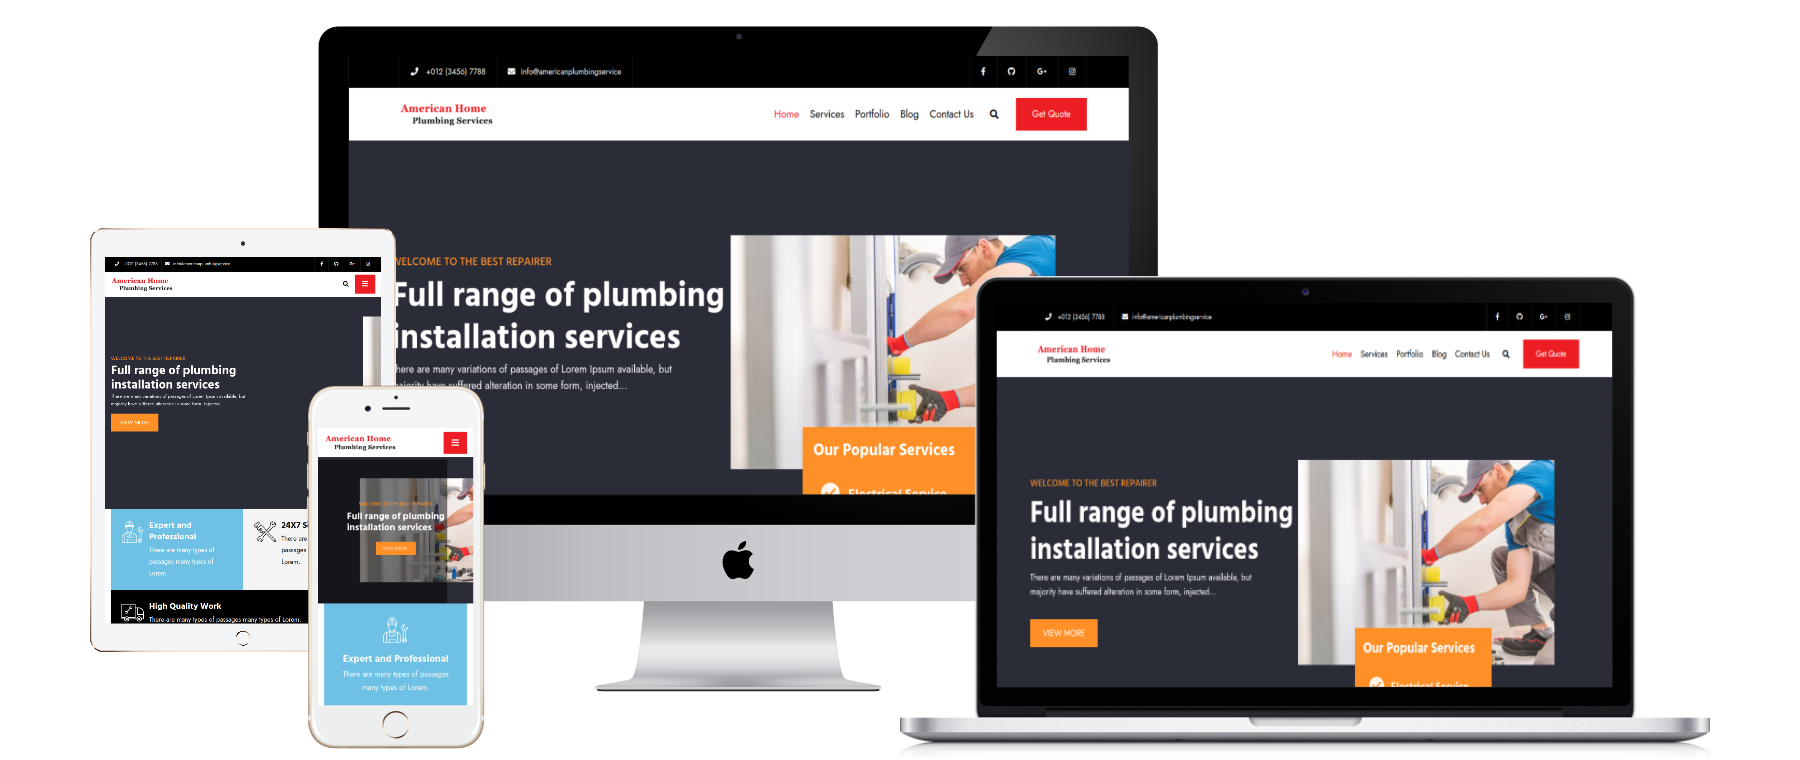 +012 (3456) 7788
info@americanplumbingservice
American Home
Plumbing Services
Home
Services
Portfolio
Blog
Contact Us
Get Quote
WELCOME TO THE BEST REPAIRER
Full range of plumbing
installation services
here are many variations of passages of Lorem Ipsum available, but
majority have suffered alteration in some form, injected...
Our Popular Services
Electrical Service
+012 (3456) 7788
info@americanplumbingservice
American Home
Plumbing Services
WELCOME TO THE BEST REPAIRER
Full range of plumbing
installation services
There are many variations of passages of Lorem Ipsum available, but
majority have suffered alteration in some form, injected...
VIEW MORE
Expert and
Professional
There are many types of
passages many types of
Lorem.
24X7 S
There are
passages
Lorem.
High Quality Work
There are many types of passages many types of Lorem.
American Home
Plumbing Services
WELCOME TO THE BEST REPAIRER
Full range of plumbing
installation services
VIEW MORE
Expert and Professional
There are many types of passages
many types of Lorem.
+012 (3456) 7788
info@americanplumbingservice
American Home
Plumbing Services
Home
Services
Portfolio
Blog
Contact Us
Get Quote
WELCOME TO THE BEST REPAIRER
Full range of plumbing
installation services
There are many variations of passages of Lorem Ipsum available, but
majority have suffered alteration in some form, injected...
VIEW MORE
Our Popular Services
Electrical Service